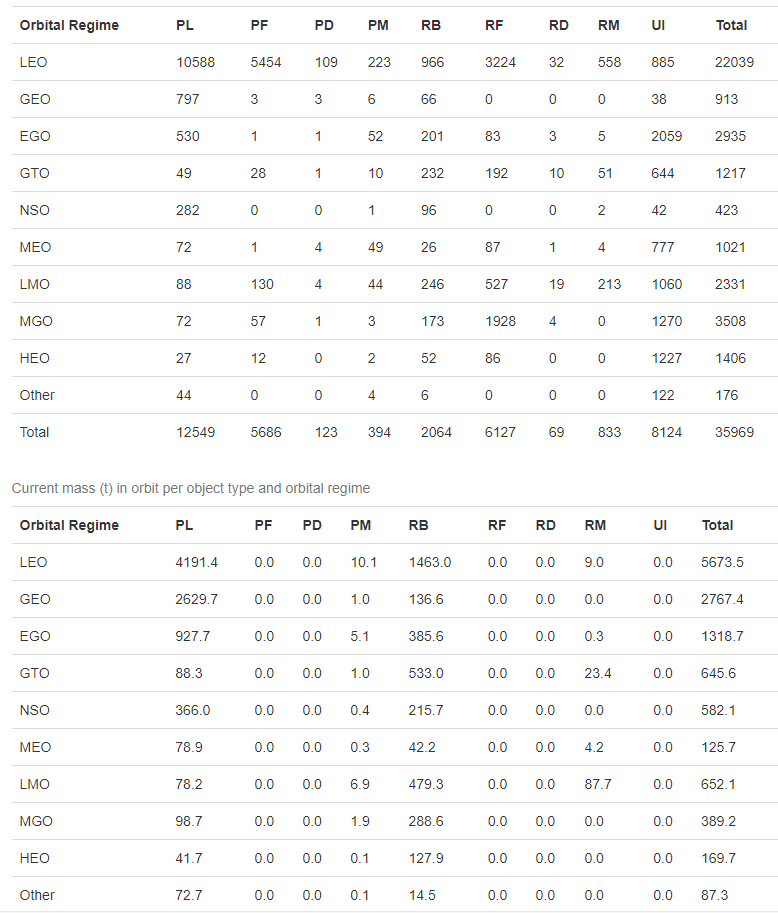 Orbital Regime PL PF PD PM RB RF RD RM UI Total
LEO 10588 5454 109 223 966 3224 32 558 885 22039
GEO 797 3 3 6 66 0 0 0 38 913
EGO 530 1 1 52 201 83 3 5 2059 2935
GTO 49 28 1 10 232 192 10 51 644 1217
NSO 282 0 0 1 96 0 0 2 42 423
MEO 72 1 4 49 26 87 1 4 777 1021
LMO 88 130 4 44 246 527 19 213 1060 2331
MGO 72 57 1 3 173 1928 4 0 1270 3508
HEO 27 12 0 2 52 86 0 0 1227 1406
Other 44 0 0 4 6 0 0 0 122 176
Total 12549 5686 123 394 2064 6127 69 833 8124 35969
Current mass (t) in orbit per object type and orbital regime
Orbital Regime PL PF PD PM RB RF RD RM UI Total
LEO 4191.4 0.0 0.0 10.1 1463.0 0.0 0.0 9.0 0.0 5673.5
GEO 2629.7 0.0 0.0 1.0 136.6 0.0 0.0 0.0 0.0 2767.4
EGO 927.7 0.0 0.0 5.1 385.6 0.0 0.0 0.3 0.0 1318.7
GTO 88.3 0.0 0.0 1.0 533.0 0.0 0.0 23.4 0.0 645.6
NSO 366.0 0.0 0.0 0.4 215.7 0.0 0.0 0.0 0.0 582.1
MEO 78.9 0.0 0.0 0.3 42.2 0.0 0.0 4.2 0.0 125.7
LMO 78.2 0.0 0.0 6.9 479.3 0.0 0.0 87.7 0.0 652.1
MGO 98.7 0.0 0.0 1.9 288.6 0.0 0.0 0.0 0.0 389.2
HEO 41.7 0.0 0.0 0.1 127.9 0.0 0.0 0.0 0.0 169.7
Other 72.7 0.0 0.0 0.1 14.5 0.0 0.0 0.0 0.0 87.3